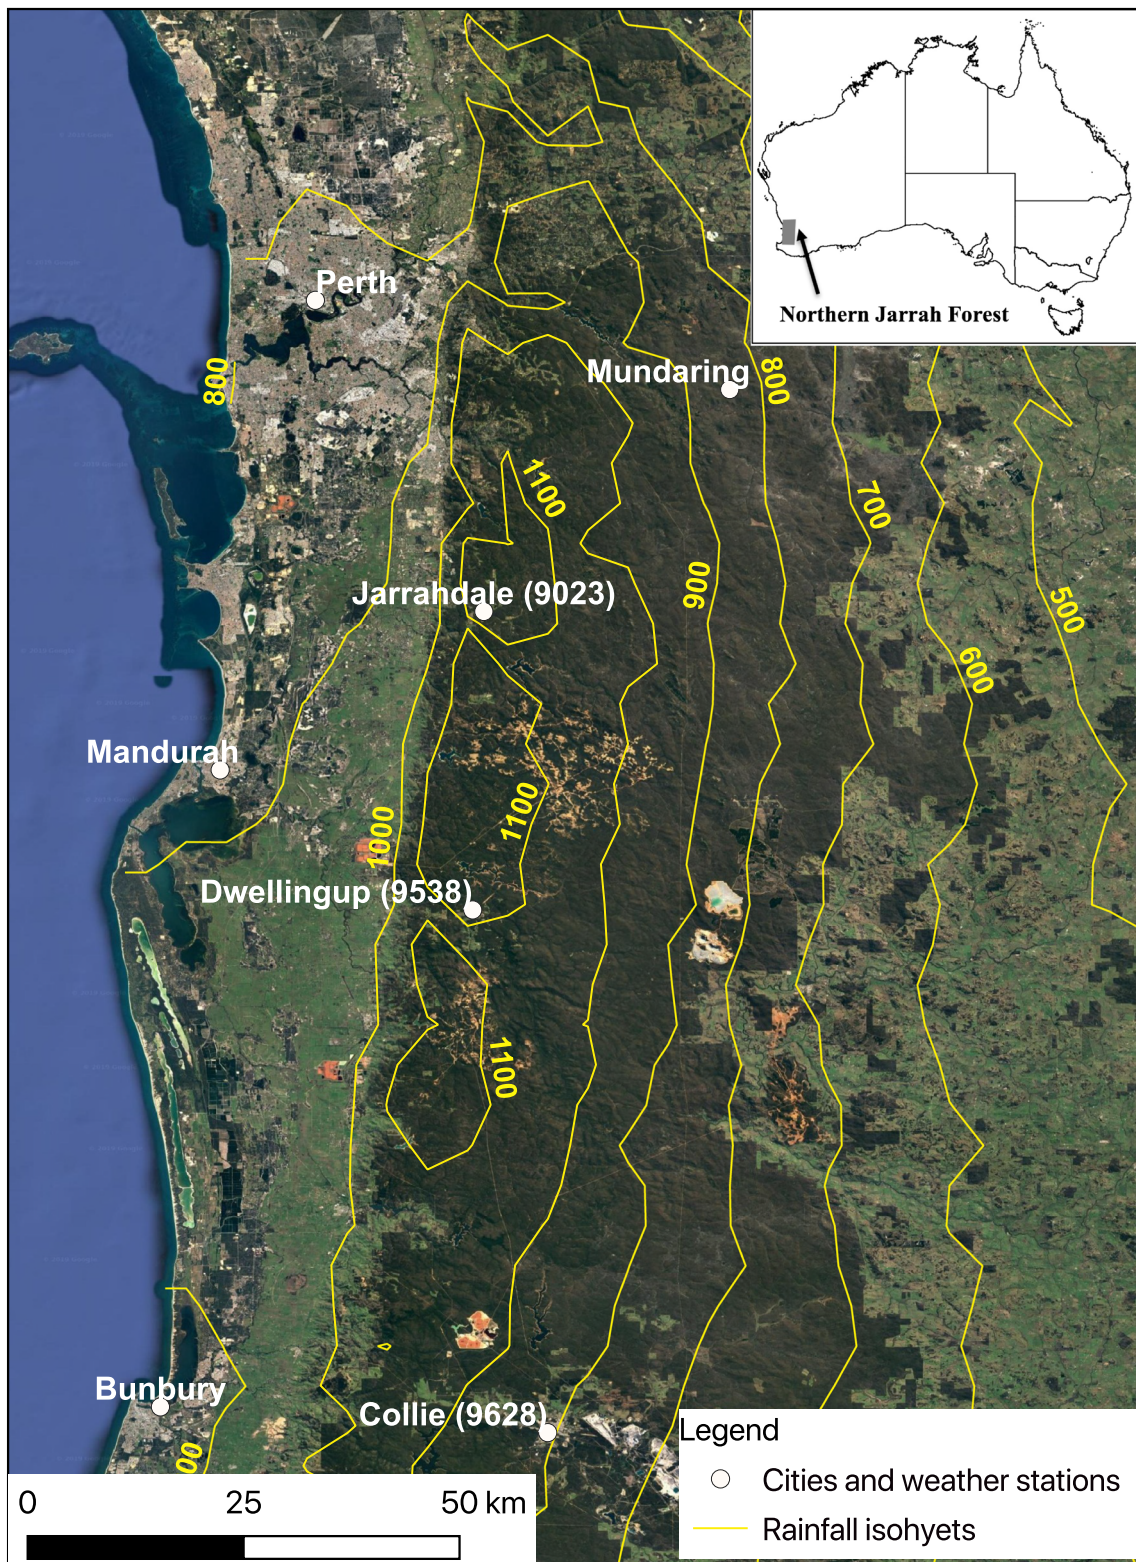 Northern Jarrah Forest
Perth
Mundaring
800
800
1100
700
900
Jarrahdale (9023)
500
600
Mandurah
1100
1000
Dwellingup (9538)
1100
Bunbury
Collie (9628)
00
Legend
Cities and weather stations
Rainfall isohyets
0 25 50 km